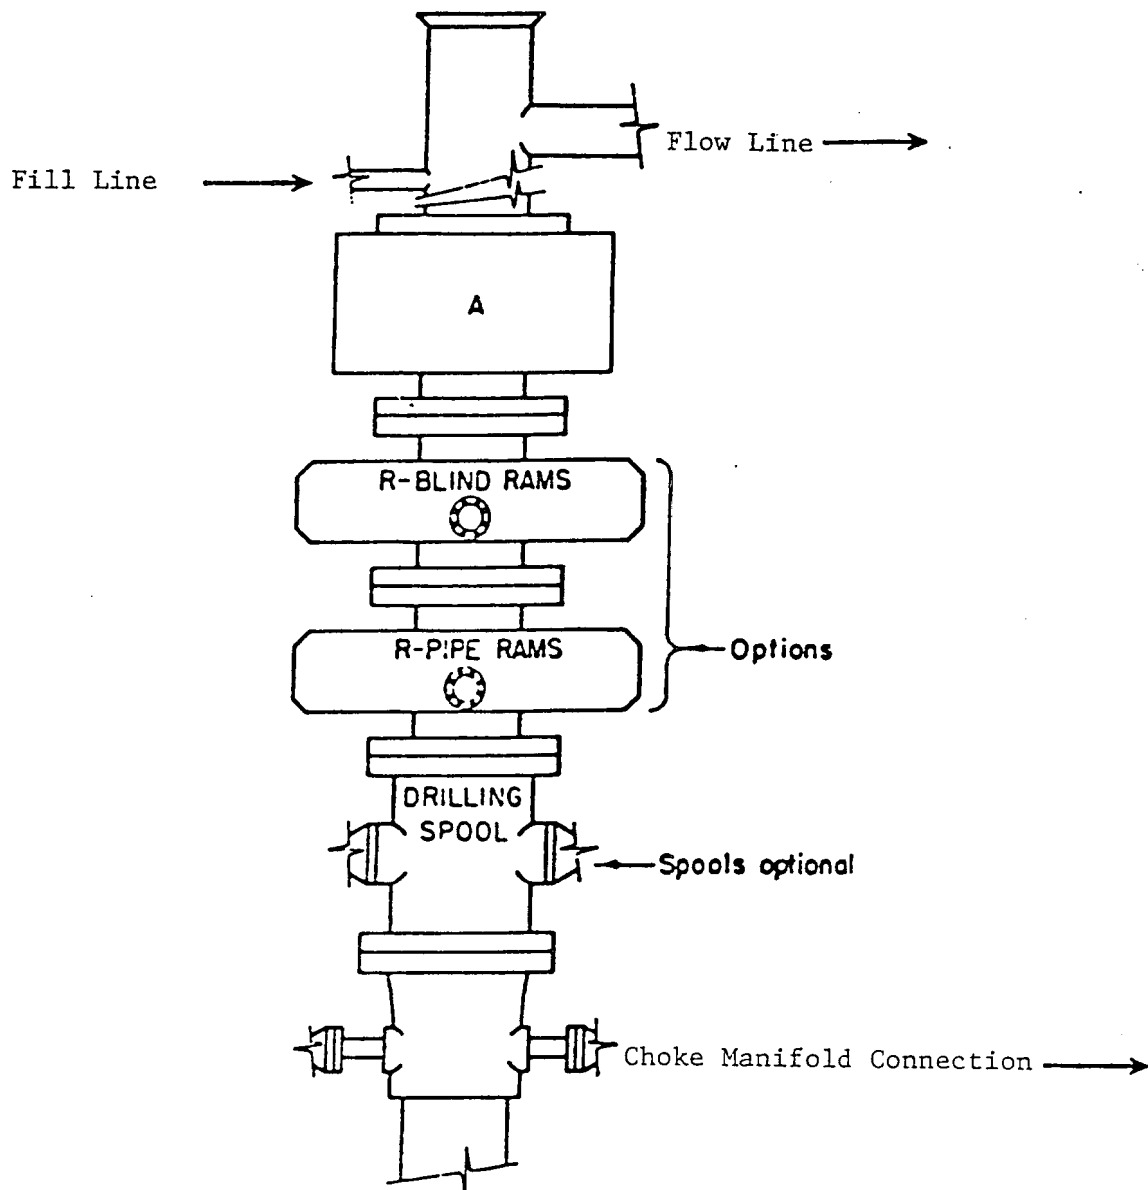 Flow Line
Fill Line
A
R-BLIND RAMS
R-PIPE RAMS
Options
DRILLING
SPOOL
Spools optional
Choke Manifold Connection